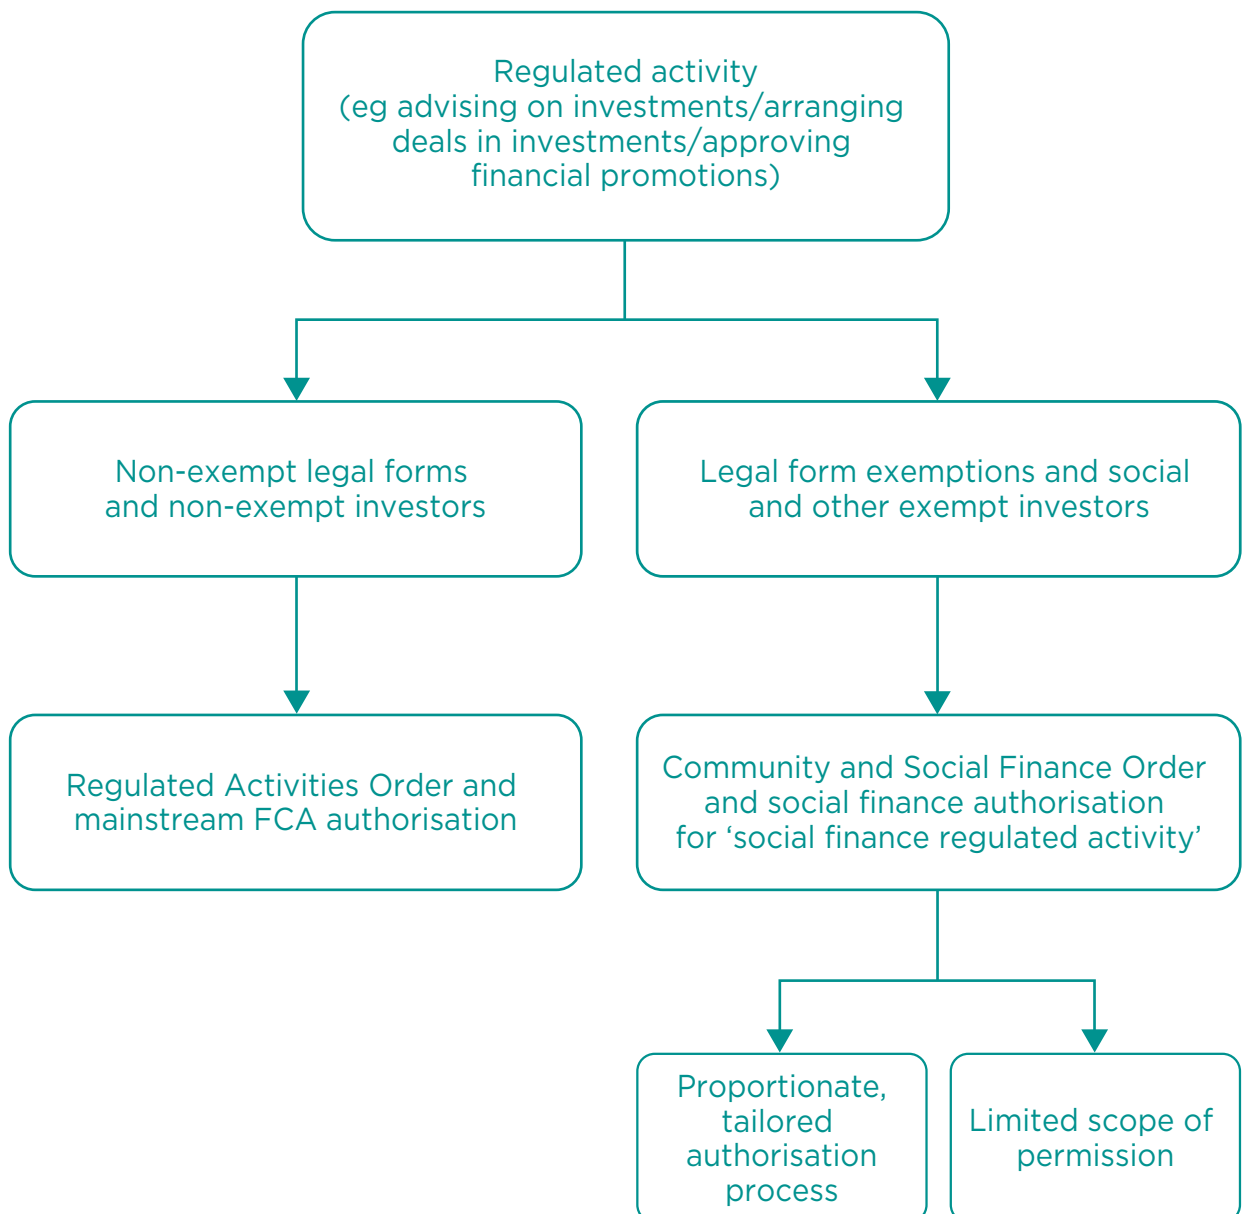 Regulated activity
(eg advising on investments/arranging
deals in investments/approving
financial promotions)
Non-exempt legal forms
and non-exempt investors
Legal form exemptions and social
and other exempt investors
Regulated Activities Order and
mainstream FCA authorisation
Community and Social Finance Order
and social finance authorisation
for ‘social finance regulated activity’
Proportionate,
tailored
authorisation
process
Limited scope of
permission